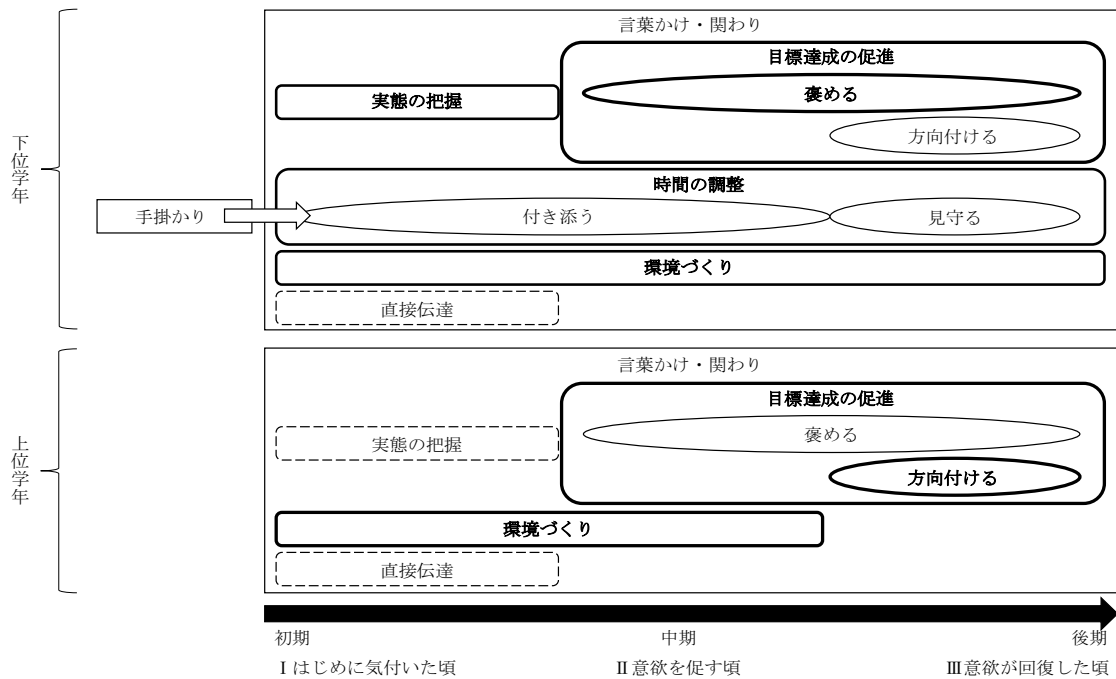 下位学年
言葉かけ・関わり
目標達成の促進
実態の把握
褒める
方向付ける
時間の調整
手掛かり
付き添う
見守る
環境づくり
直接伝達
上位学年
言葉かけ・関わり
目標達成の促進
実態の把握
褒める
方向付ける
環境づくり
直接伝達
初期
中期
後期
Ⅰはじめに気付いた頃
Ⅱ意欲を促す頃
Ⅲ意欲が回復した頃